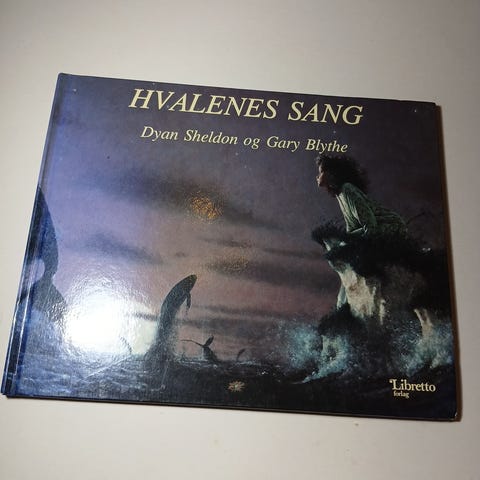 HVALENES SANG
Dyan Sheldon og Gary Blythe
Libretto
forlag